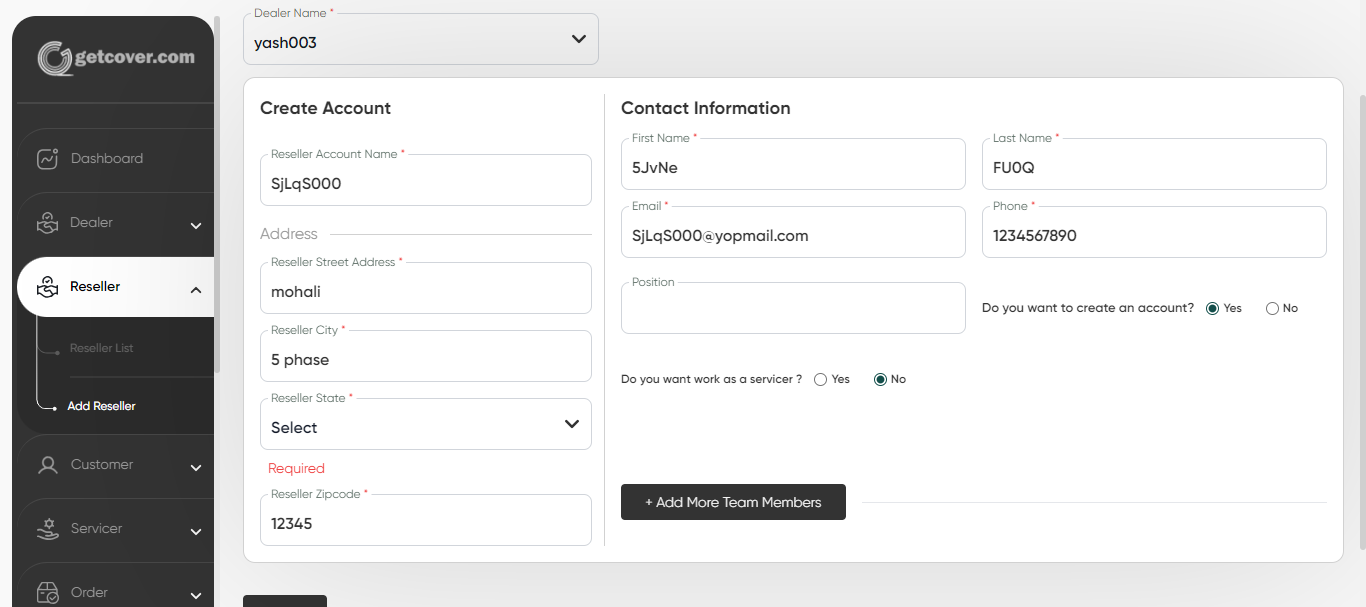 getcover.com
Dashboard
Dealer
Reseller
Reseller List
Add Reseller
Customer
Servicer
Order
Dealer Name *
yash003
Create Account
Reseller Account Name *
SjLqS000
Address
Reseller Street Address *
mohali
Reseller City *
5 phase
Reseller State *
Select
Required
Reseller Zipcode *
12345
Contact Information
First Name *
5JvNe
Last Name *
FU0Q
Email *
SjLqS000@yopmail.com
Phone *
1234567890
Position
Do you want to create an account? Yes No
Do you want work as a servicer ? Yes No
+ Add More Team Members